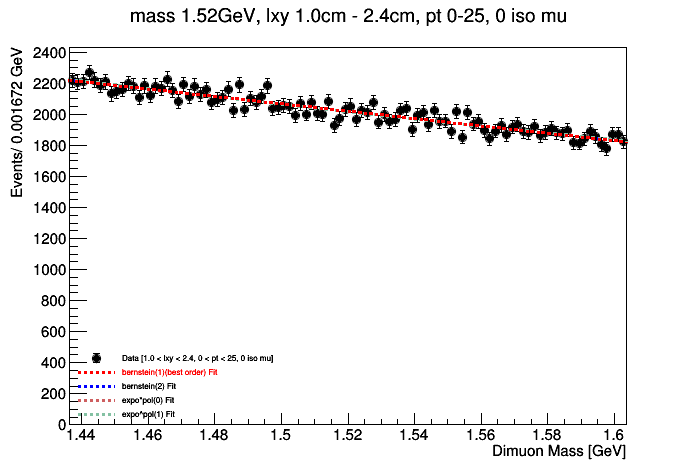 mass 1.52GeV, lxy 1.0cm - 2.4cm, pt 0-25, 0 iso mu
Events/ 0.001672 GeV
2400
2200
2000
1800
1600
1400
1200
1000
800
600
400
200
0
Data [1.0 < lxy < 2.4, 0 < pt < 25, 0 iso mu]
bernstein(1)(best order) Fit
bernstein(2) Fit
expo*pol(0) Fit
expo*pol(1) Fit
1.44 1.46 1.48 1.5 1.52 1.54 1.56 1.58 1.6
Dimuon Mass [GeV]